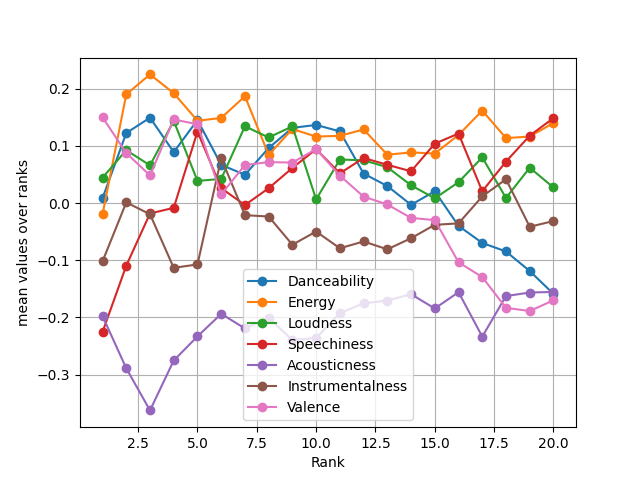 0.2
0.1
0.0
−0.1
−0.2
−0.3
mean values over ranks
Danceability
Energy
Loudness
Speechiness
Acousticness
Instrumentalness
Valence
2.5 5.0 7.5 10.0 12.5 15.0 17.5 20.0
Rank